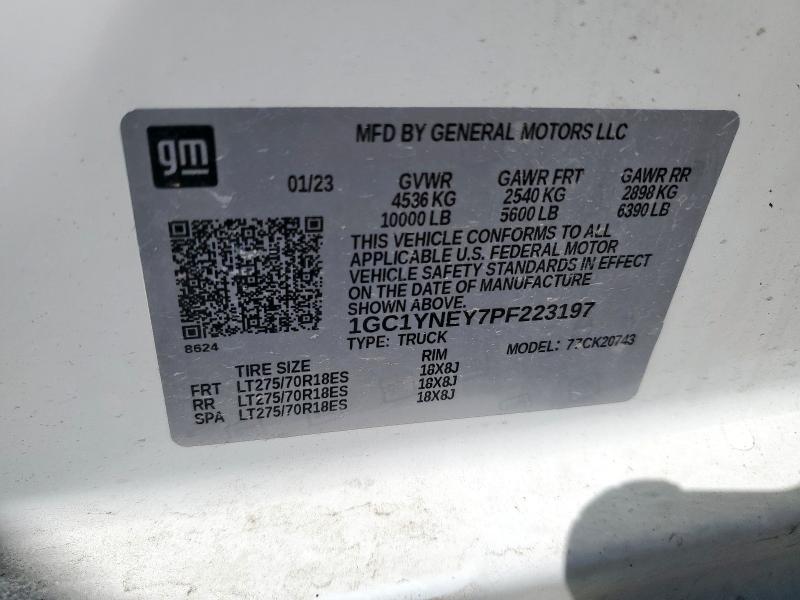 gm
MFD BY GENERAL MOTORS LLC
01/23
GVWR GAWR FRT GAWR RR
4536 KG 2540 KG 2898 KG
10000 LB 5600 LB 6390 LB
THIS VEHICLE CONFORMS TO ALL
APPLICABLE U.S. FEDERAL MOTOR
VEHICLE SAFETY STANDARDS IN EFFECT
ON THE DATE OF MANUFACTURE
SHOWN ABOVE.
1GC1YNEY7PF223197
8624
TYPE: TRUCK MODEL:
TIRE SIZE RIM
FRT LT275/70R18ES 18X8J
RR LT275/70R18ES 18X8J
SPA LT275/70R18ES 18X8J